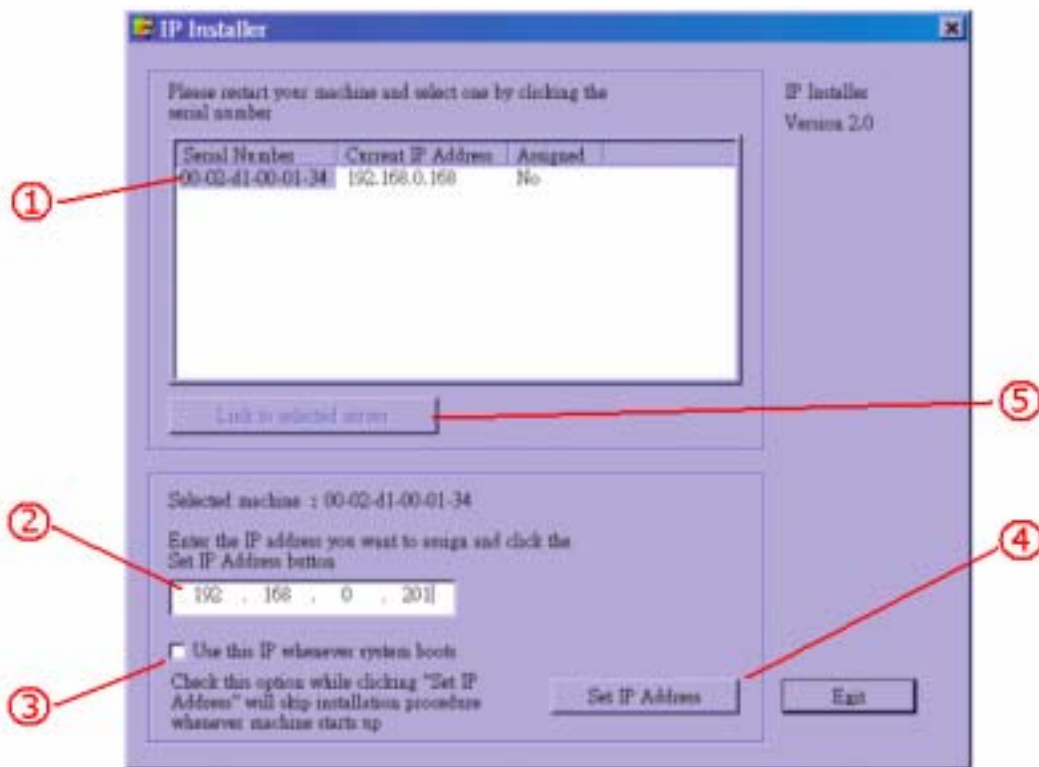 IP Installer
Please restart your machine and select one by clicking the
serial number
IP Installer
Version 2.0
Serial Number Current IP Address Assigned
00-02-d1-00-01-34 192.168.0.168 No
1
Link to selected server
5
Selected machine : 00-02-d1-00-01-34
2
Enter the IP address you want to assign and click the
Set IP Address button
4
192 . 168 . 0 . 201
Use this IP whenever system boots
3
Check this option while clicking "Set IP
Address" will skip installation procedure
whenever machine starts up
Set IP Address
Exit